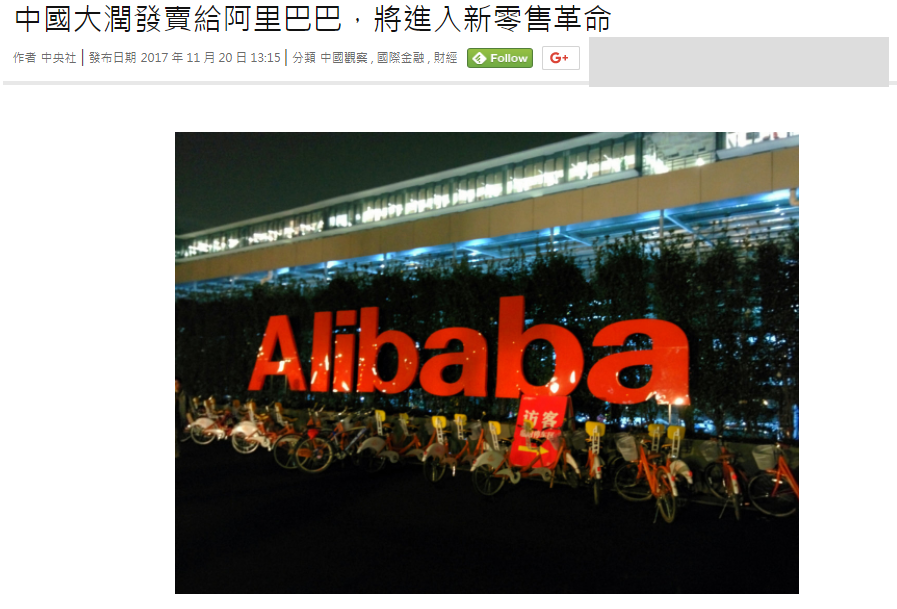 中國大潤發賣給阿里巴巴，將進入新零售革命
作者 中央社 | 發布日期 2017 年 11 月 20 日 13:15 | 分類 中國觀察 , 國際金融 , 財經 Follow G+
Alibaba
访客